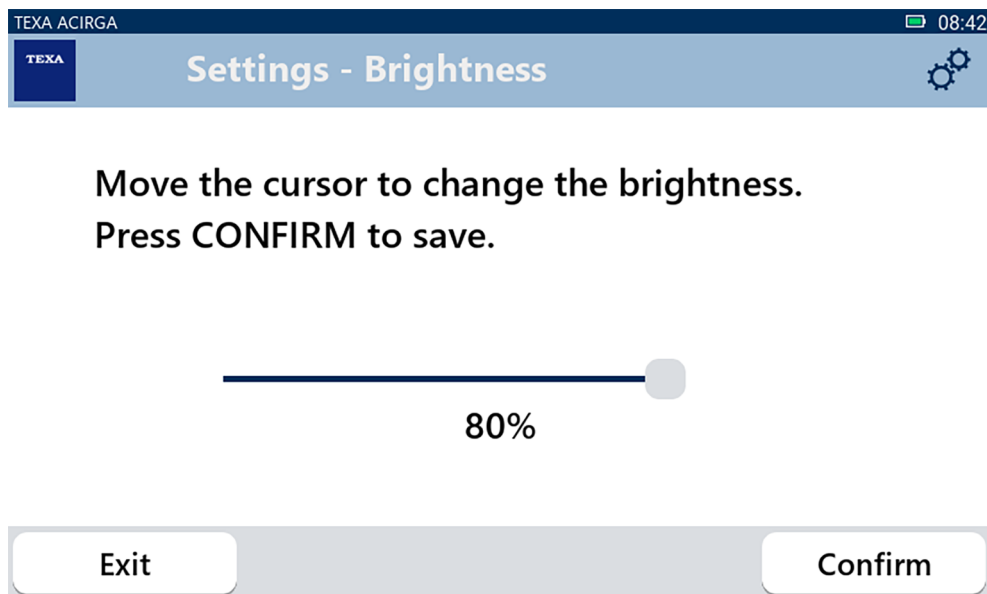 TEXA ACIRGA 08:42
TEXA
Settings - Brightness
Move the cursor to change the brightness.
Press CONFIRM to save.
80%
Exit Confirm